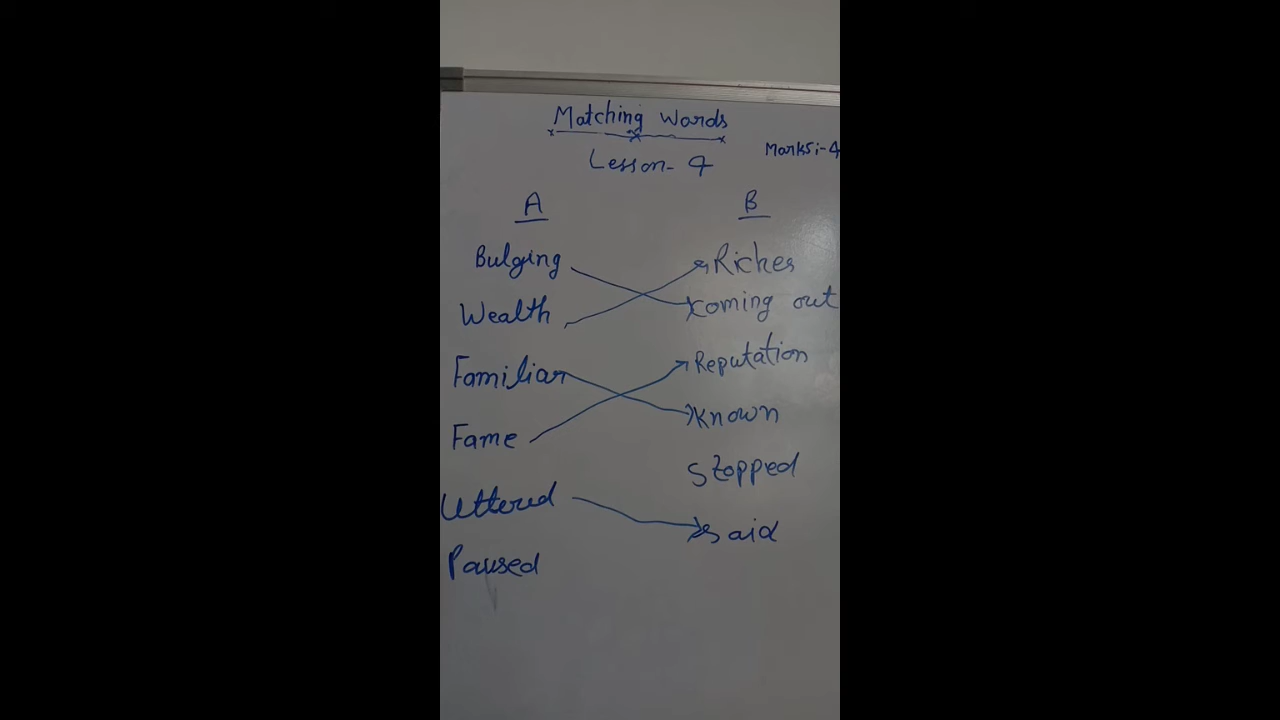 Matching Words
Marks:-4
Lesson-4
A B
Bulging Riches
Wealth Coming out
Familiar Reputation
Fame Known
Uttered Stopped
Paused Said